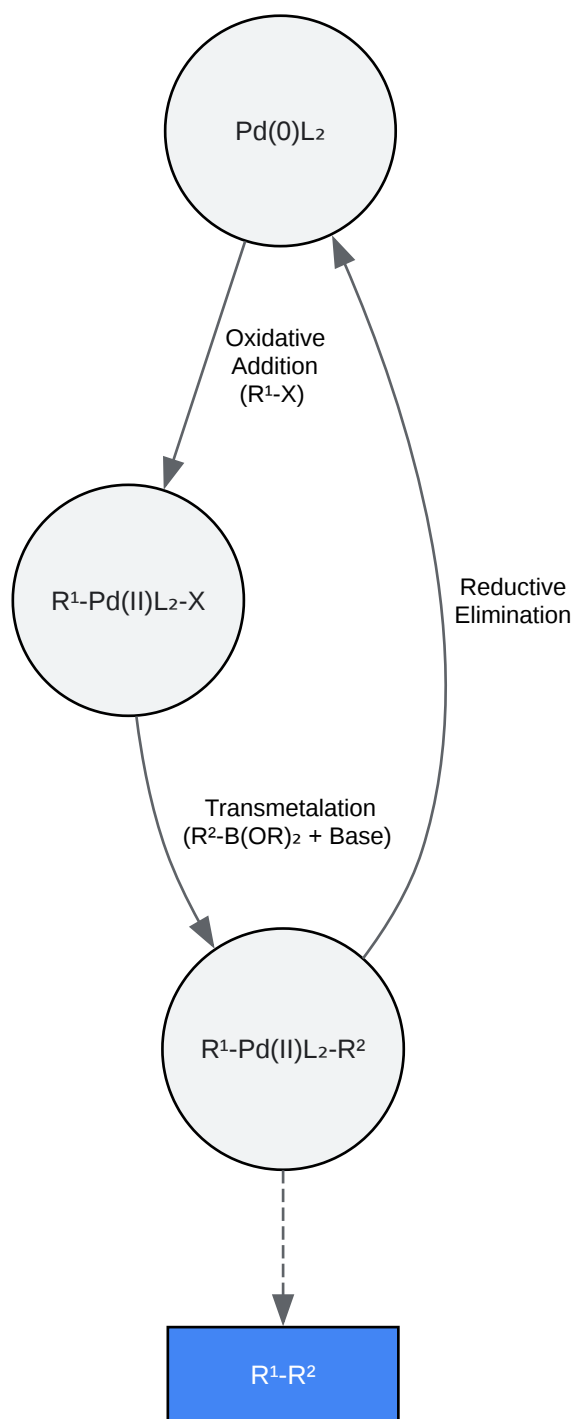 Pd(0)L₂
Oxidative
Addition
(R¹-X)
R¹-Pd(II)L₂-X
Reductive
Elimination
Transmetalation
(R²-B(OR)₂ + Base)
R¹-Pd(II)L₂-R²
R¹-R²